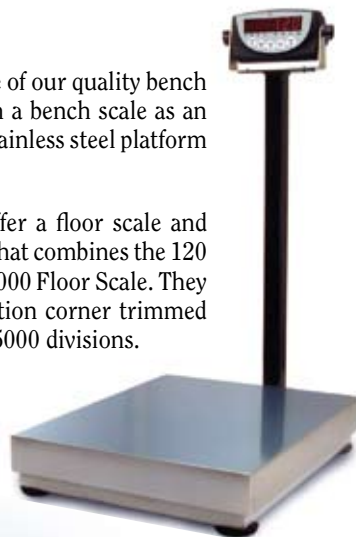 e of our quality bench
a bench scale as an
ainless steel platform
fer a floor scale and
hat combines the 120
000 Floor Scale. They
tion corner trimmed
5000 divisions.